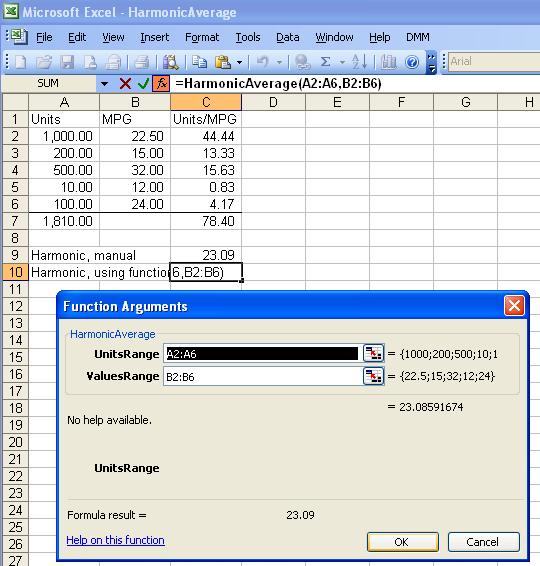 Microsoft Excel - HarmonicAverage
File Edit View Insert Format Tools Data Window Help DMM
Arial
SUM =HarmonicAverage(A2:A6,B2:B6)
A B C D E F G H
1 Units MPG Units/MPG
2 1,000.00 22.50 44.44
3 200.00 15.00 13.33
4 500.00 32.00 15.63
5 10.00 12.00 0.83
6 100.00 24.00 4.17
7 1,810.00 78.40
8
9 Harmonic, manual 23.09
10 Harmonic, using function 6,B2:B6)
11
12
13
14
15
16
17
18
19
20
21
22
23
24
25
26
27
Function Arguments
HarmonicAverage
UnitsRange A2:A6 = {1000;200;500;10;1
ValuesRange B2:B6 = {22.5;15;32;12;24}
= 23.08591674
No help available.
UnitsRange
Formula result = 23.09
Help on this function OK Cancel